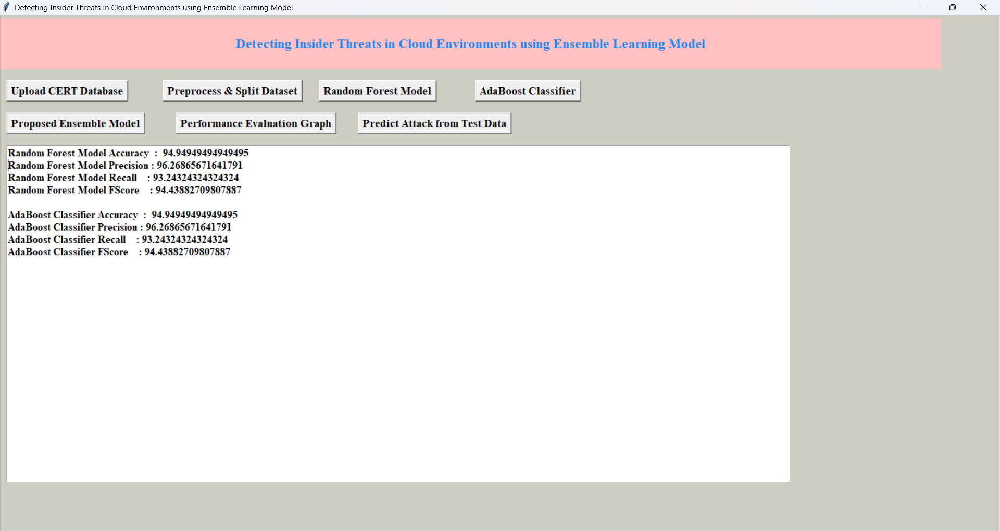 Detecting Insider Threats in Cloud Environments using Ensemble Learning Model
Detecting Insider Threats in Cloud Environments using Ensemble Learning Model
Upload CERT Database
Preprocess & Split Dataset
Random Forest Model
AdaBoost Classifier
Proposed Ensemble Model
Performance Evaluation Graph
Predict Attack from Test Data
Random Forest Model Accuracy  :  94.94949494949495
Random Forest Model Precision : 96.26865671641791
Random Forest Model Recall    : 93.24324324324324
Random Forest Model FScore    : 94.43882709807887
AdaBoost Classifier Accuracy  :  94.94949494949495
AdaBoost Classifier Precision : 96.26865671641791
AdaBoost Classifier Recall    : 93.24324324324324
AdaBoost Classifier FScore    : 94.43882709807887